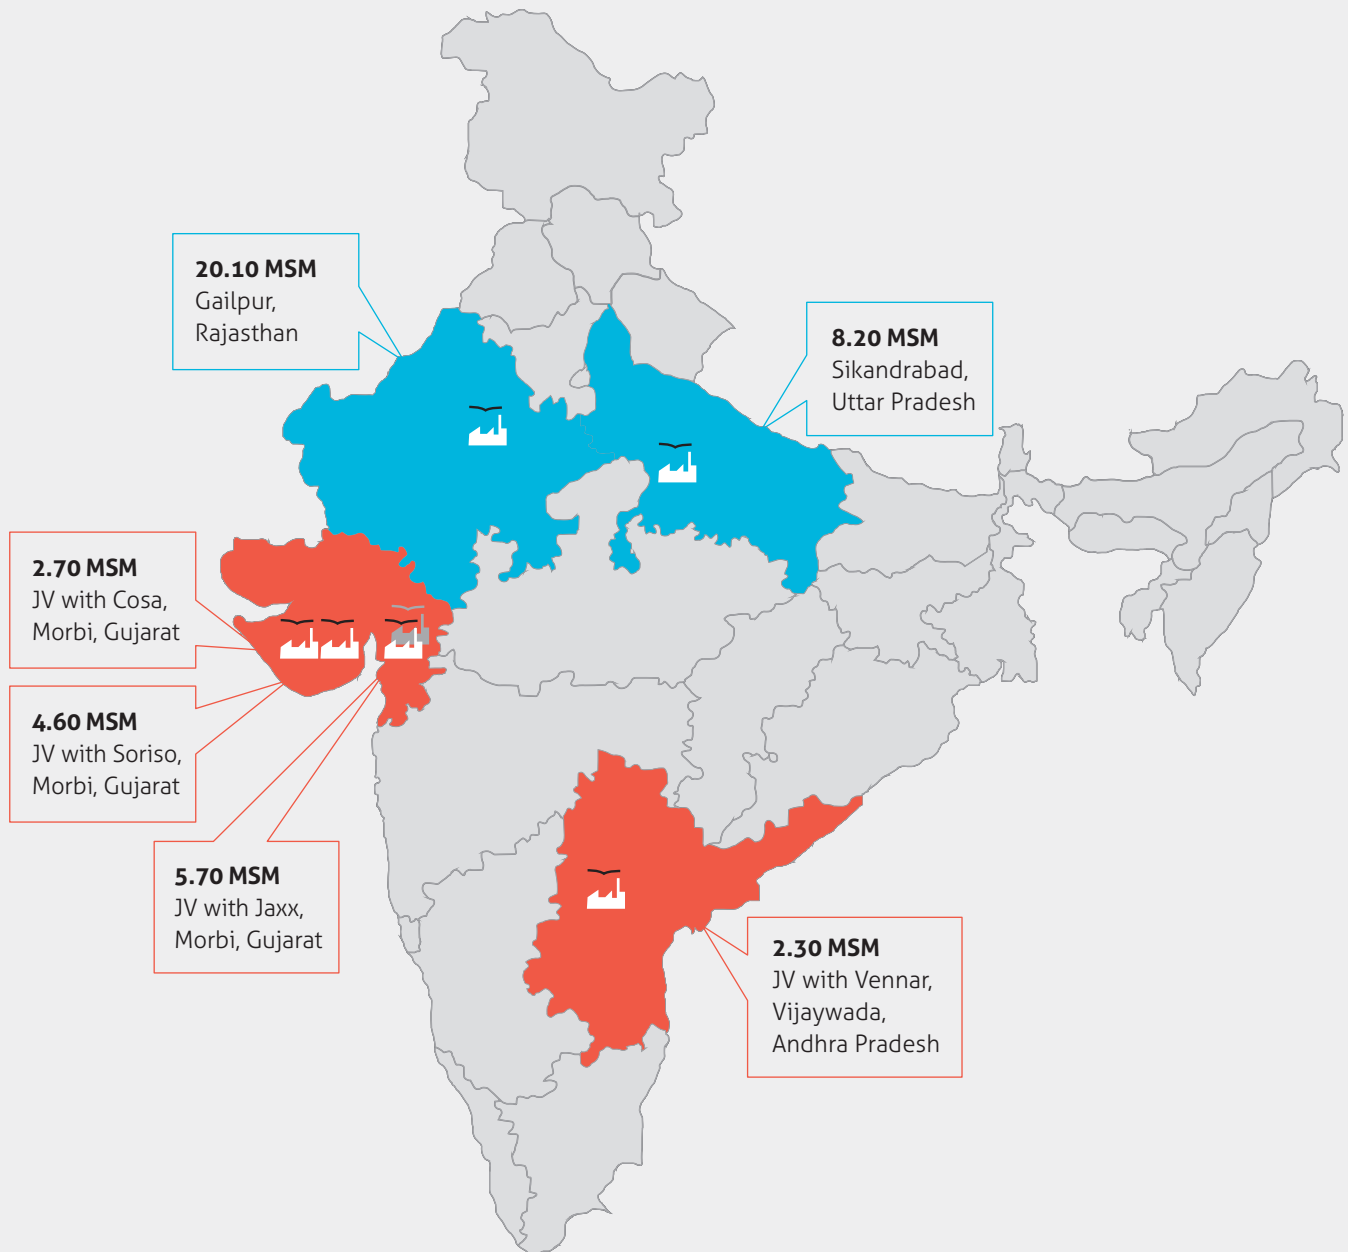 20.10 MSM
Gailpur,
Rajasthan
8.20 MSM
Sikandrabad,
Uttar Pradesh
2.70 MSM
JV with Cosa,
Morbi, Gujarat
4.60 MSM
JV with Soriso,
Morbi, Gujarat
5.70 MSM
JV with Jaxx,
Morbi, Gujarat
2.30 MSM
JV with Vennar,
Vijaywada,
Andhra Pradesh